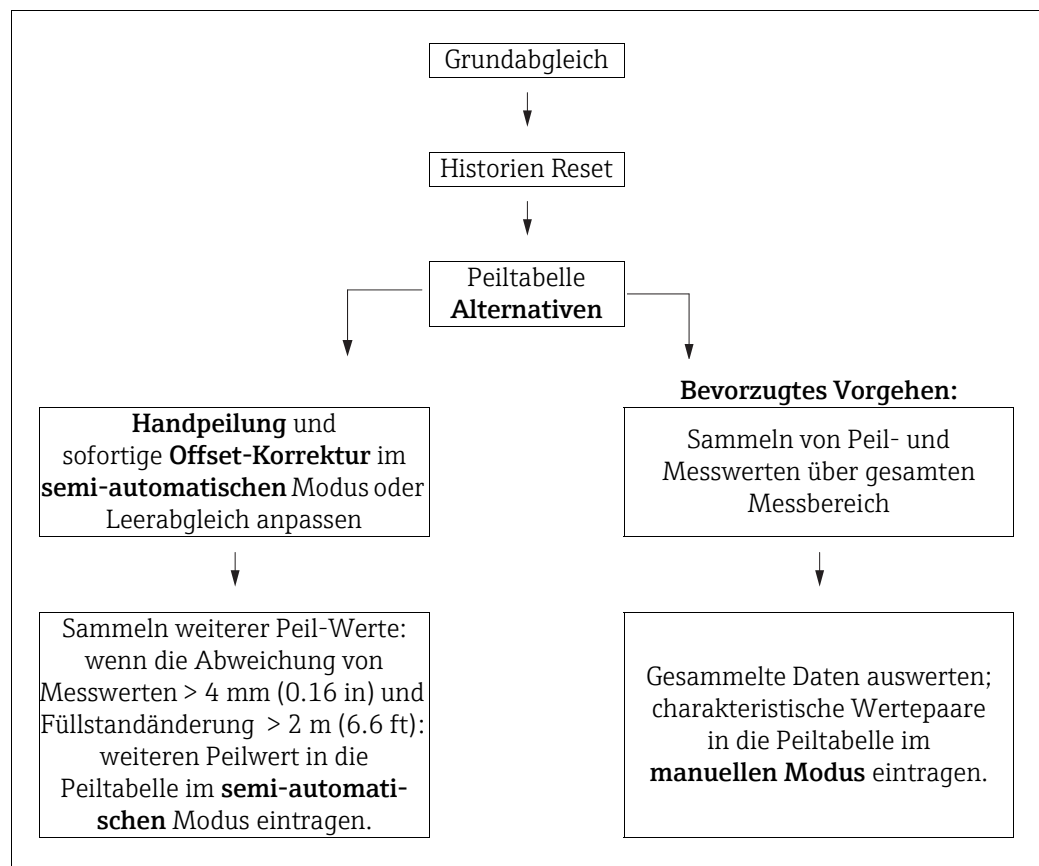 Grundabgleich
Historien Reset
Peiltabelle
Alternativen
Handpeilung und
sofortige Offset-Korrektur im
semi-automatischen Modus oder
Leerabgleich anpassen
Sammeln weiterer Peil-Werte:
wenn die Abweichung von
Messwerten > 4 mm (0.16 in) und
Füllstandänderung > 2 m (6.6 ft):
weiteren Peilwert in die
Peiltabelle im semi-automati-
schen Modus eintragen.
Bevorzugtes Vorgehen:
Sammeln von Peil- und
Messwerten über gesamten
Messbereich
Gesammelte Daten auswerten;
charakteristische Wertepaare
in die Peiltabelle im
manuellen Modus eintragen.